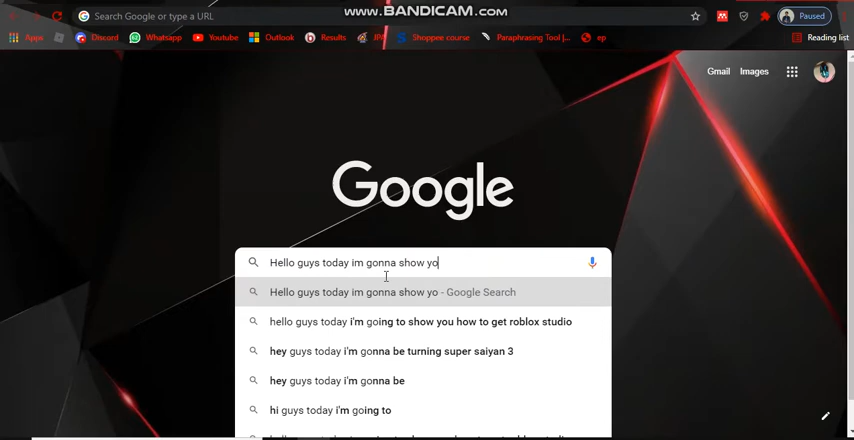 www.BANDICAM.com
Search Google or type a URL
Paused
Apps
Discord
Whatsapp
Youtube
Outlook
Results
Shoppee course
Paraphrasing Tool |...
ep
Reading list
Gmail Images
Google
Hello guys today im gonna show yo
Hello guys today im gonna show yo - Google Search
hello guys today i'm going to show you how to get roblox studio
hey guys today i'm gonna be turning super saiyan 3
hey guys today i'm gonna be
hi guys today i'm going to